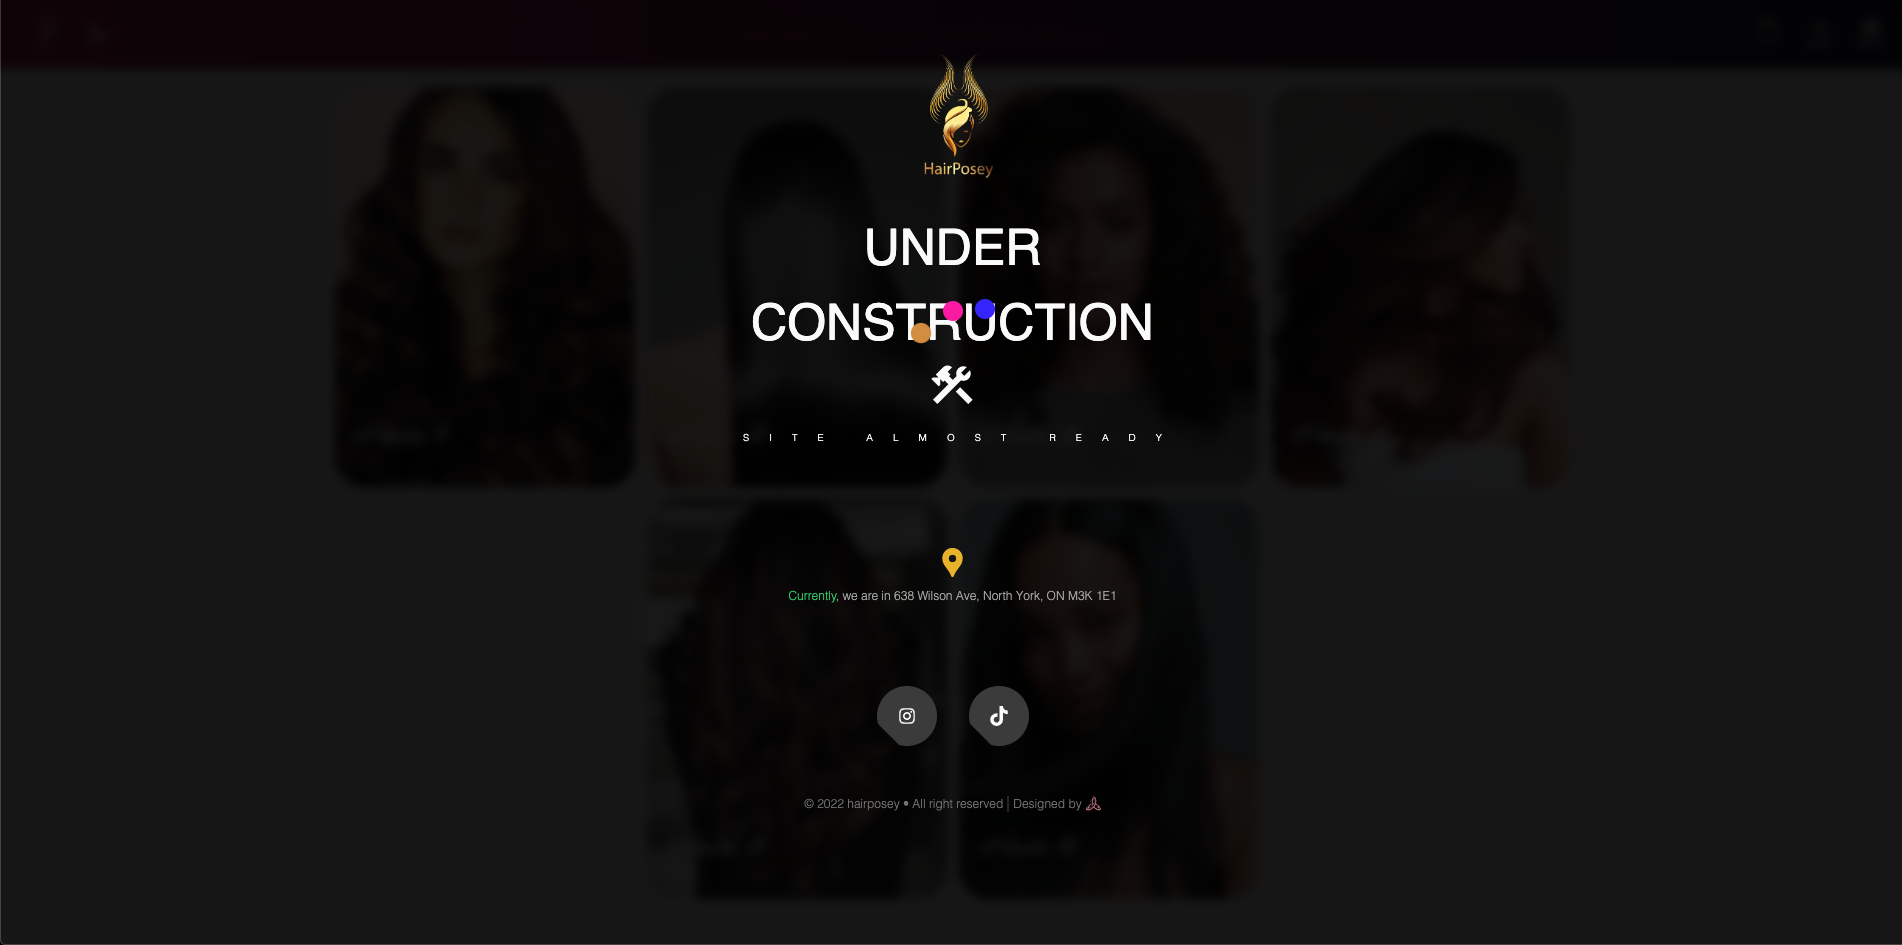 HairPosey
UNDER
CONSTRUCTION
SITE ALMOST READY
Currently, we are in 638 Wilson Ave, North York, ON M3K 1E1
© 2022 hairposey • All right reserved | Designed by